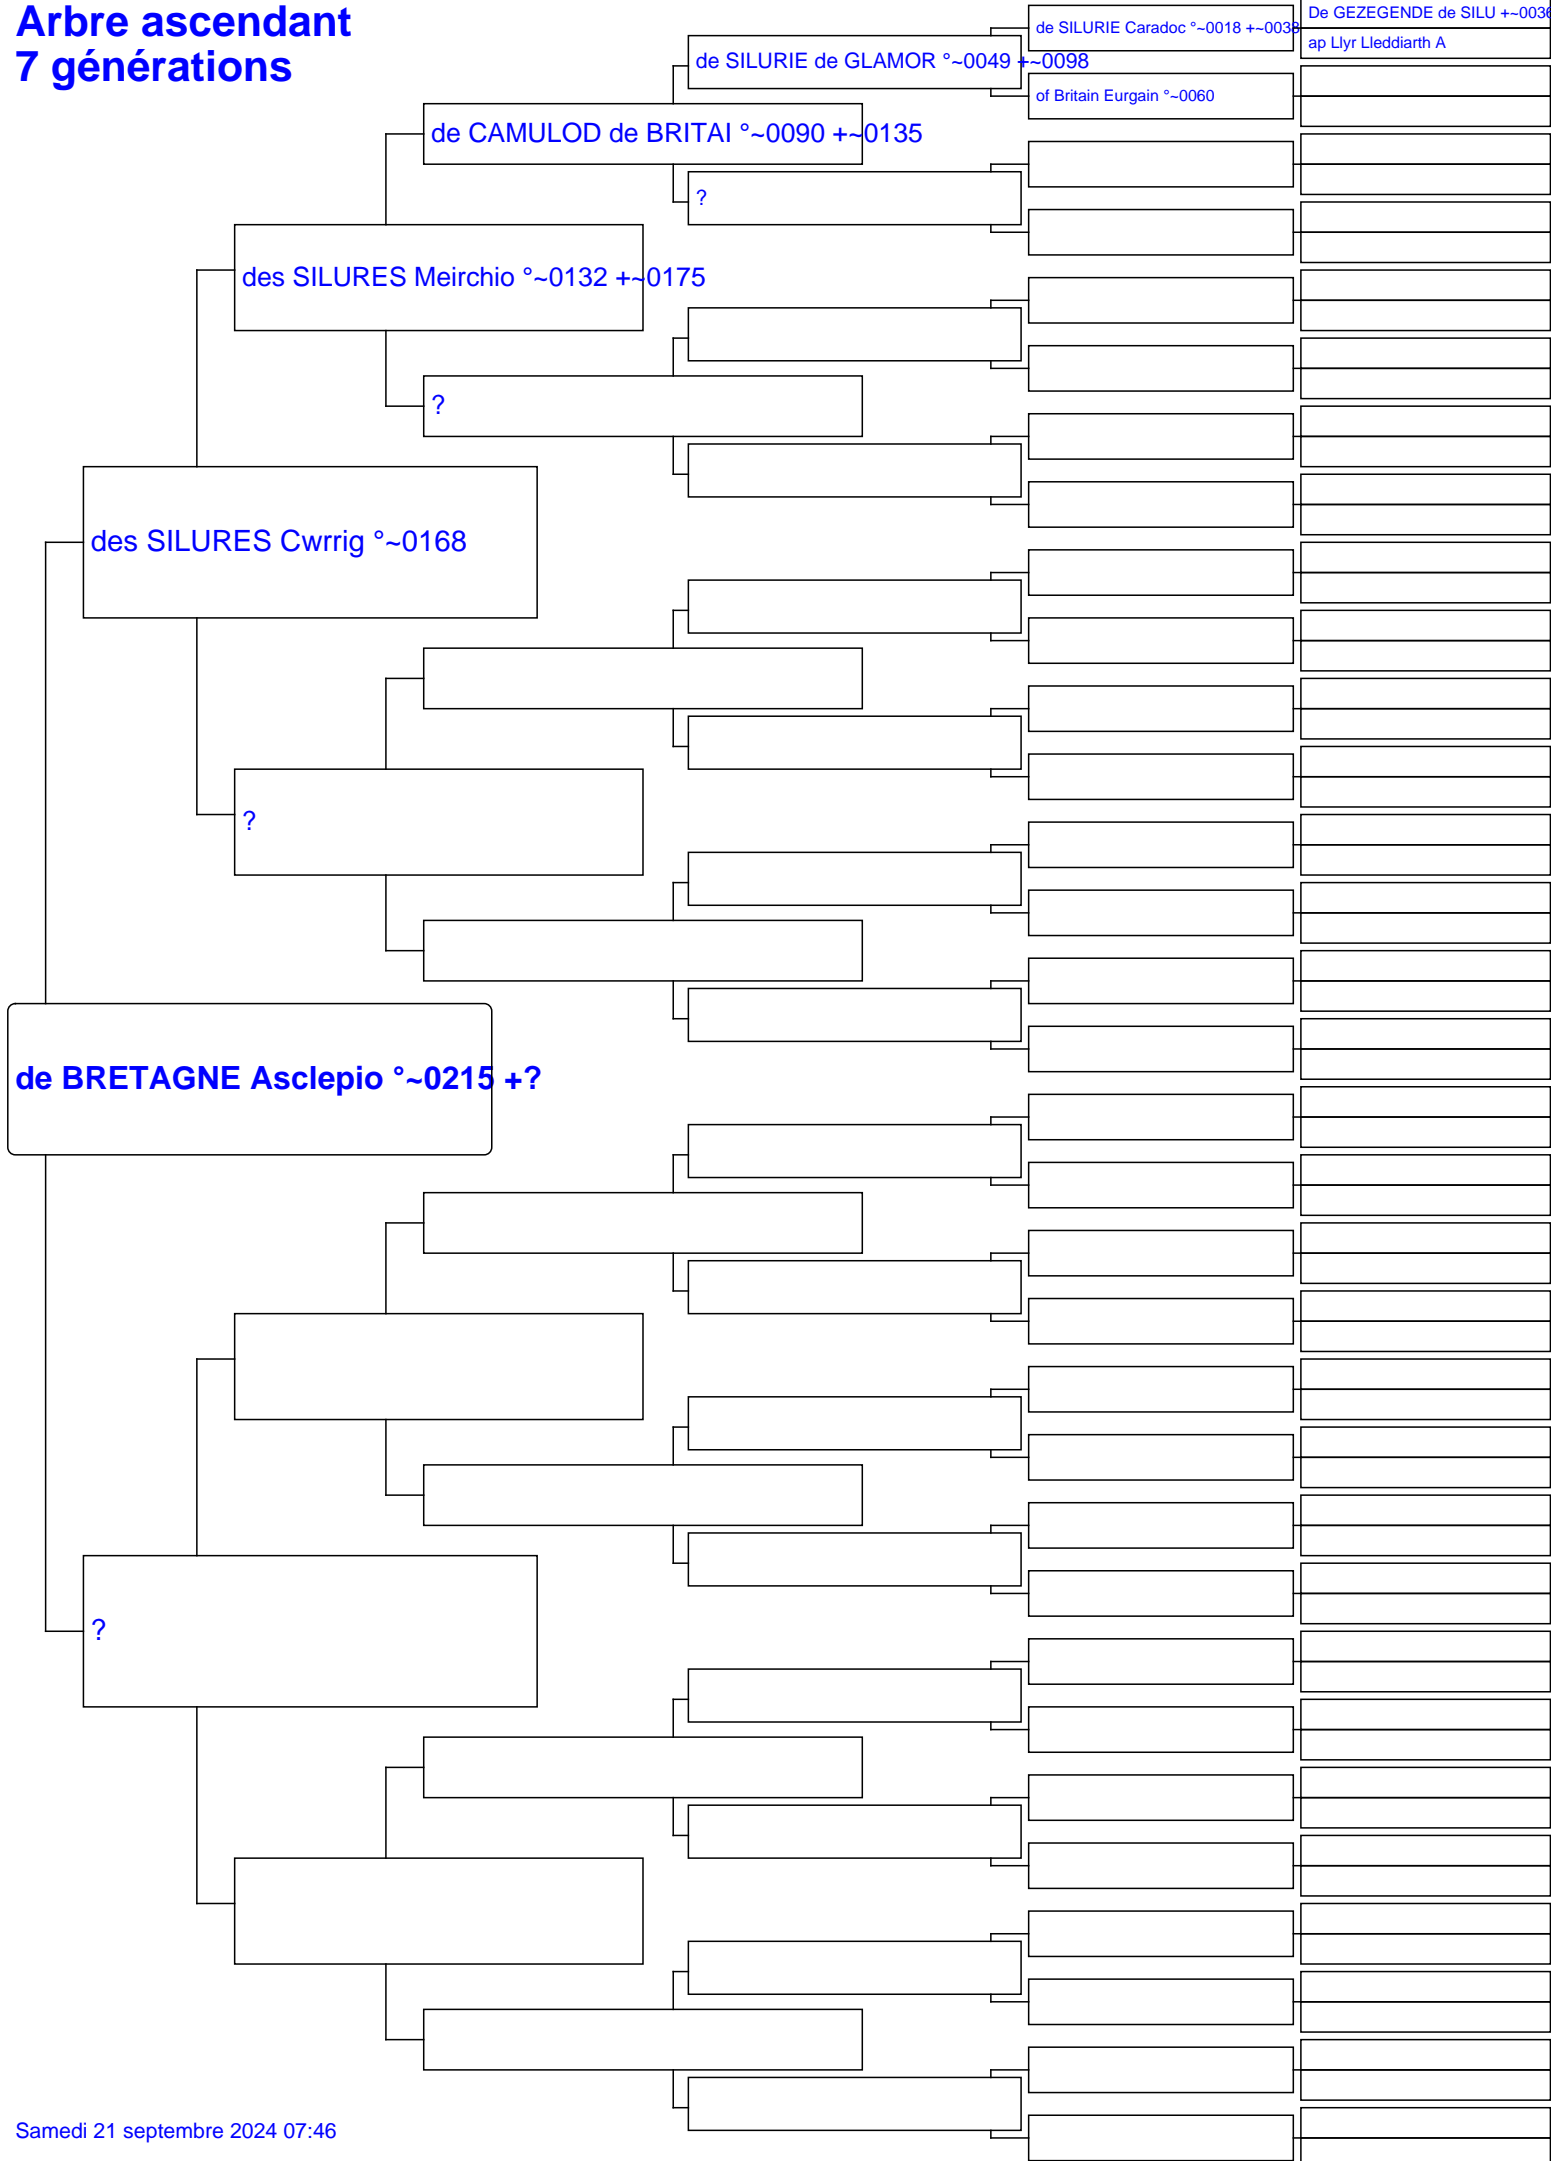 Arbre ascendant
7 générations
De GEZEGENDE de SILU +~0036
de SILURIE Caradoc °~0018 +~0038
ap Llyr Lleddiarth A
de SILURIE de GLAMOR °~0049 +~0098
of Britain Eurgain °~0060
de CAMULOD de BRITAI °~0090 +~0135
?
des SILURES Meirchio °~0132 +~0175
?
des SILURES Cwrrig °~0168
?
de BRETAGNE Asclepio °~0215 +?
?
Samedi 21 septembre 2024 07:46